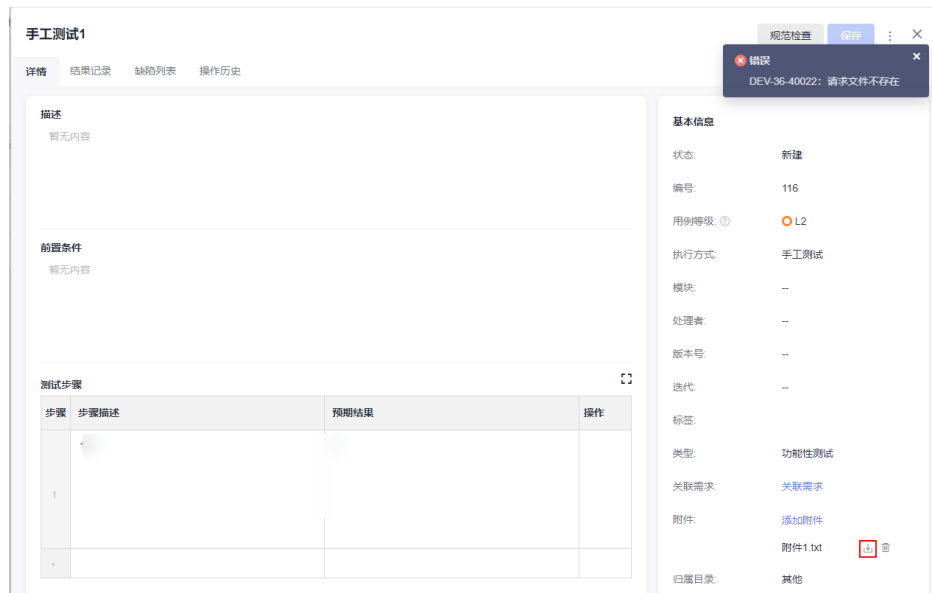 手工测试1
规范检查
保存
错误
DEV-36-40022：请求文件不存在
详情
结果记录
缺陷列表
操作历史
描述
暂无内容
前置条件
暂无内容
测试步骤
步骤 步骤描述 预期结果 操作
1
*
基本信息
状态: 新建
编号: 116
用例等级: L2
执行方式: 手工测试
模块: --
处理者: --
版本号: --
迭代: --
标签:
类型: 功能性测试
关联需求: 关联需求
附件: 添加附件
附件1.txt
归属目录: 其他